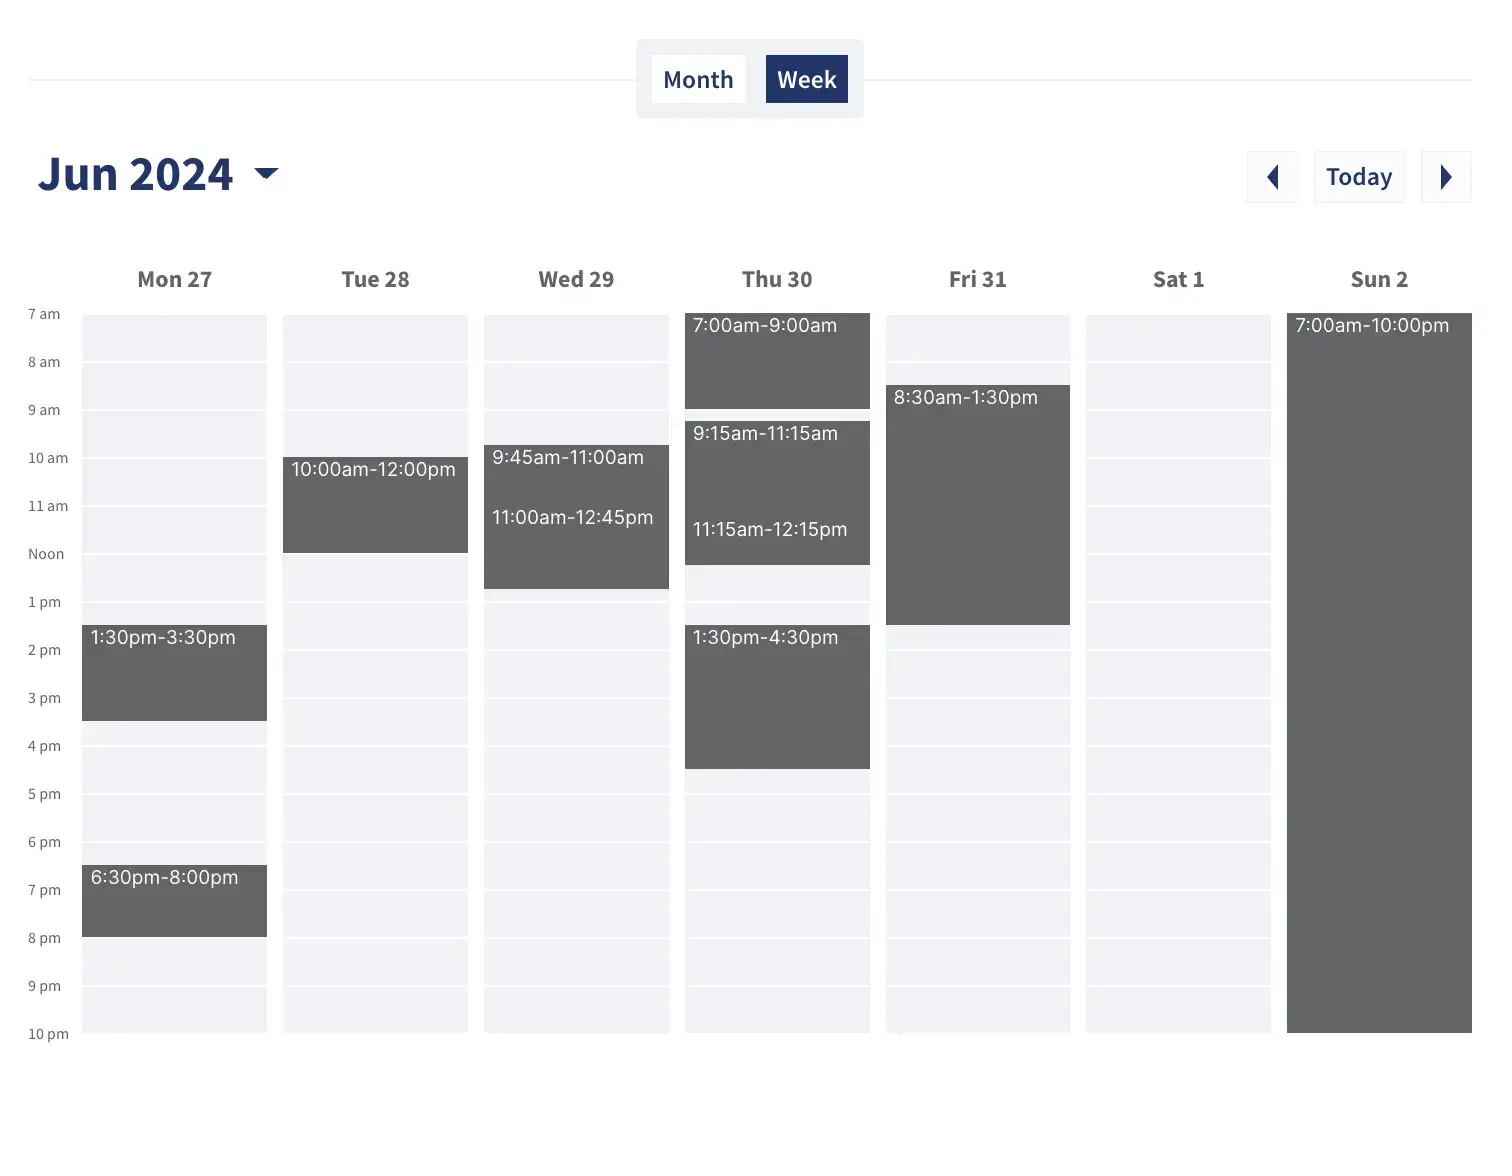 Month Week
Jun 2024
Today
Mon 27 Tue 28 Wed 29 Thu 30 Fri 31 Sat 1 Sun 2
7 am
7:00am-9:00am
7:00am-10:00pm
8 am
8:30am-1:30pm
9 am
9:15am-11:15am
9:45am-11:00am
10 am
10:00am-12:00pm
11 am
11:00am-12:45pm
11:15am-12:15pm
Noon
1 pm
1:30pm-3:30pm
1:30pm-4:30pm
2 pm
3 pm
4 pm
5 pm
6 pm
6:30pm-8:00pm
7 pm
8 pm
9 pm
10 pm